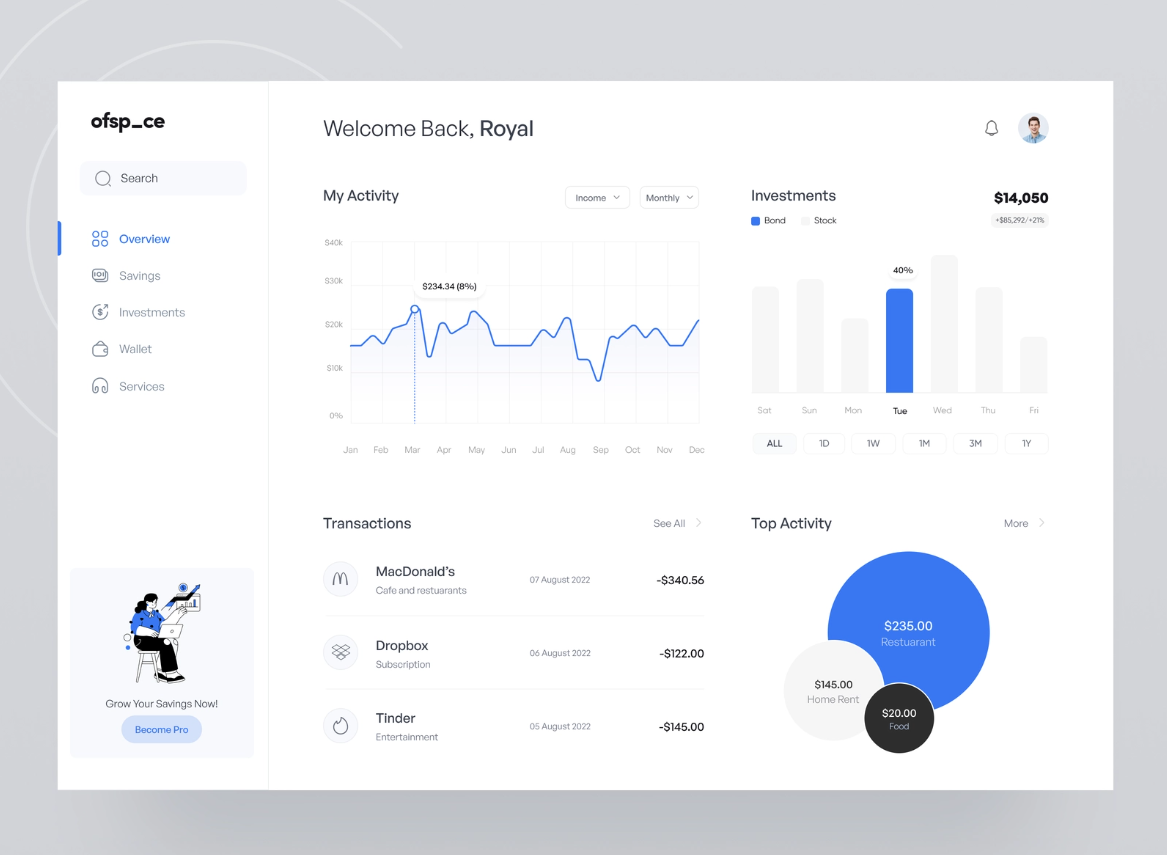 ofsp_ce
Search
Overview
Savings
Investments
Wallet
Services
Grow Your Savings Now!
Become Pro
Welcome Back, Royal
My Activity
Income
Monthly
$40k
$30k
$20k
$10k
0%
$234.34 (8%)
Jan Feb Mar Apr May Jun Jul Aug Sep Oct Nov Dec
Investments
$14,050
Bond Stock
+$85,292/+21%
40%
Sat Sun Mon Tue Wed Thu Fri
ALL 1D 1W 1M 3M 1Y
Transactions
See All
MacDonald's
Cafe and restuarants
07 August 2022
-$340.56
Dropbox
Subscription
06 August 2022
-$122.00
Tinder
Entertainment
05 August 2022
-$145.00
Top Activity
More
$235.00
Restuarant
$145.00
Home Rent
$20.00
Food